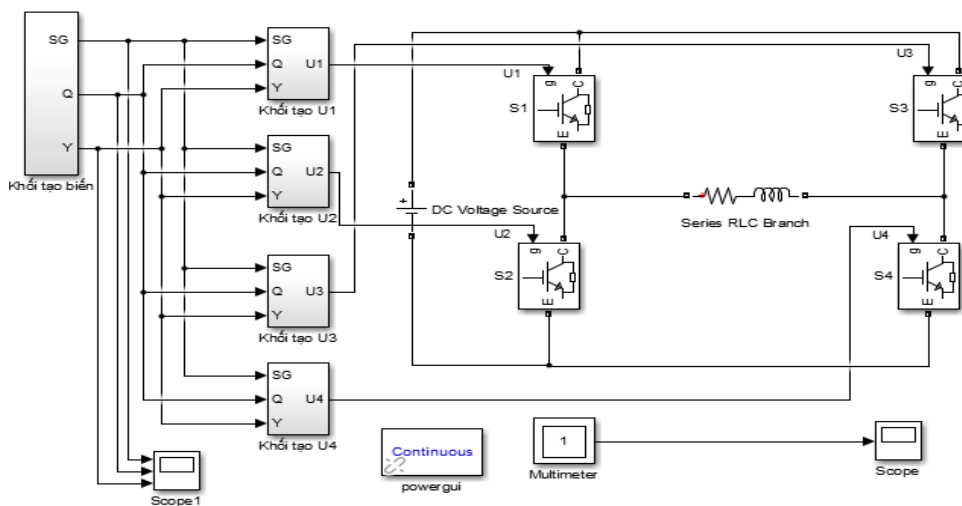 SG
Q
Y
Khối tạo biến
SG
Q
Y
U1
Khối tạo U1
SG
Q
Y
U2
Khối tạo U2
SG
Q
Y
U3
Khối tạo U3
SG
Q
Y
U4
Khối tạo U4
Scope1
U1
g
C
E
S1
U3
g
C
E
S3
+
DC Voltage Source
Series RLC Branch
U2
g
C
E
S2
U4
g
C
E
S4
Continuous
powergui
1
Multimeter
Scope